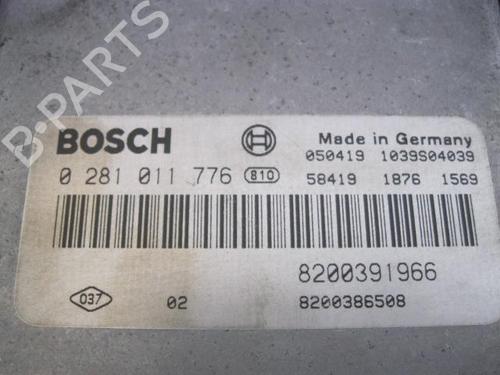 B-PARTS
BOSCH
Made in Germany
050419 1039S04039
0 281 011 776 810
58419 1876 1569
8200391966
037 02 8200386508